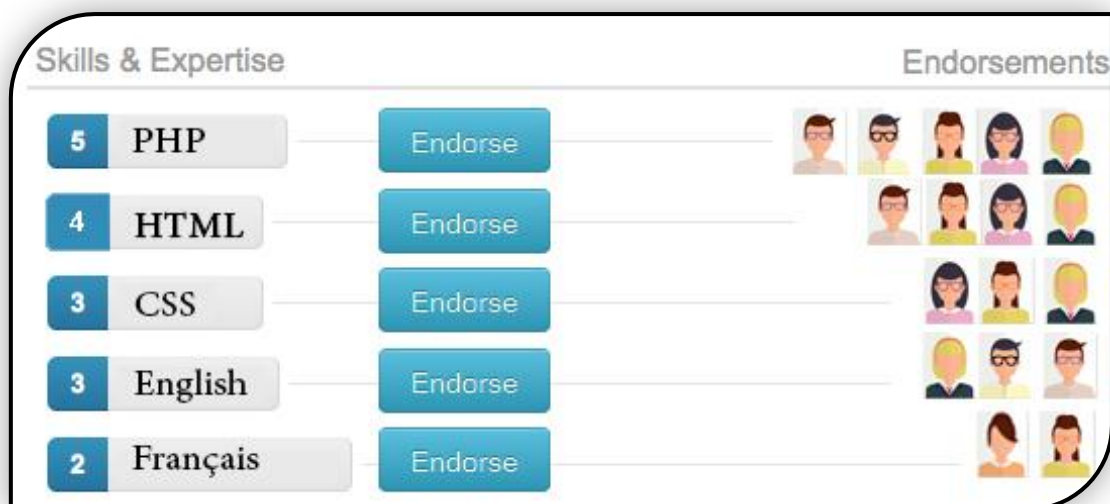 Skills & Expertise Endorsements
5 PHP Endorse
4 HTML Endorse
3 CSS Endorse
3 English Endorse
2 Français Endorse